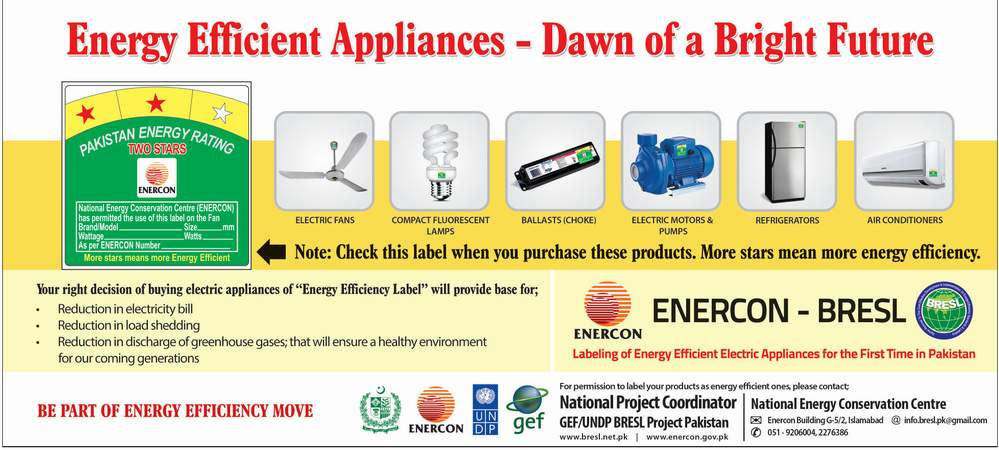 Energy Efficient Appliances - Dawn of a Bright Future
PAKISTAN ENERGY RATING
TWO STARS
ENERCON
National Energy Conservation Centre (ENERCON)
has permitted the use of this label on the Fan
Brand/Model Size mm
Wattage Watts
As per ENERCON Number
More stars means more Energy Efficient
ELECTRIC FANS
COMPACT FLUORESCENT
LAMPS
BALLASTS (CHOKE)
ELECTRIC MOTORS &
PUMPS
REFRIGERATORS
AIR CONDITIONERS
Note: Check this label when you purchase these products. More stars mean more energy efficiency.
Your right decision of buying electric appliances of “Energy Efficiency Label” will provide base for;
• Reduction in electricity bill
• Reduction in load shedding
• Reduction in discharge of greenhouse gases; that will ensure a healthy environment
for our coming generations
ENERCON
ENERCON - BRESL
BRESL
Labeling of Energy Efficient Electric Appliances for the First Time in Pakistan
BE PART OF ENERGY EFFICIENCY MOVE
ENERCON
U N
D P
gef
For permission to label your products as energy efficient ones, please contact;
National Project Coordinator
GEF/UNDP BRESL Project Pakistan
www.bresl.net.pk | www.enercon.gov.pk
National Energy Conservation Centre
Enercon Building G-5/2, Islamabad @ info.bresl.pk@gmail.com
051 - 9206004, 2276386